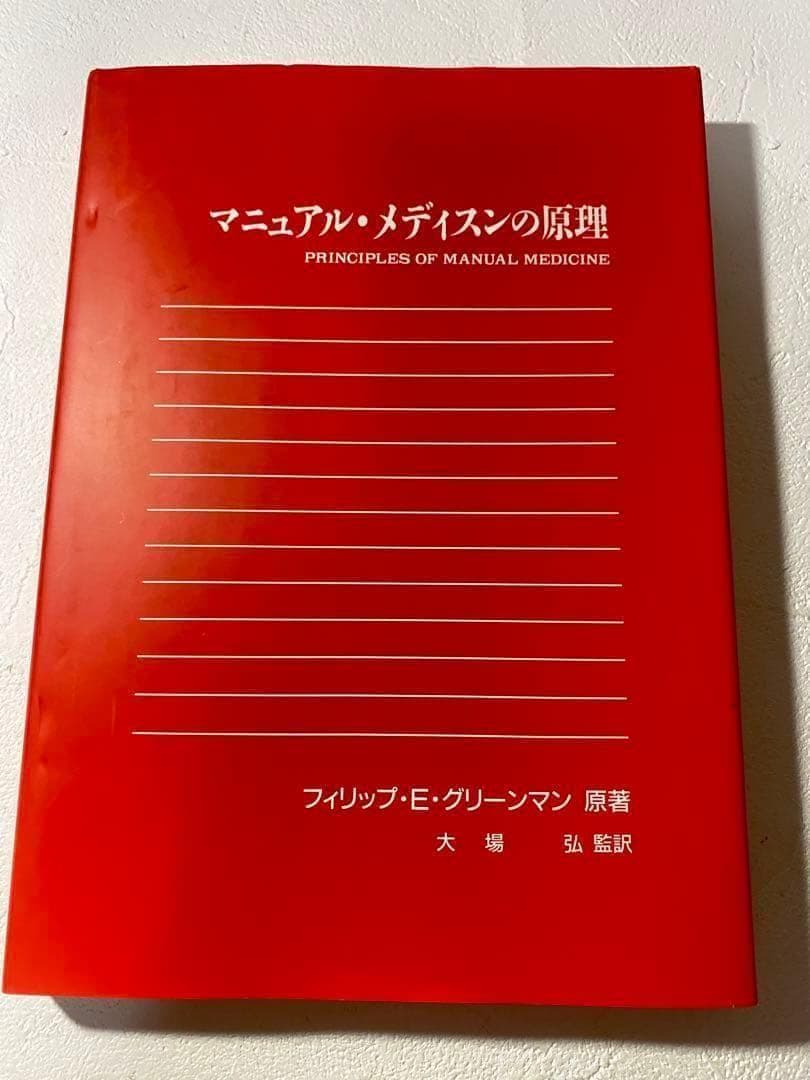 マニュアル・メディスンの原理
PRINCIPLES OF MANUAL MEDICINE
フィリップ・E・グリーンマン 原著
大場 弘 監訳